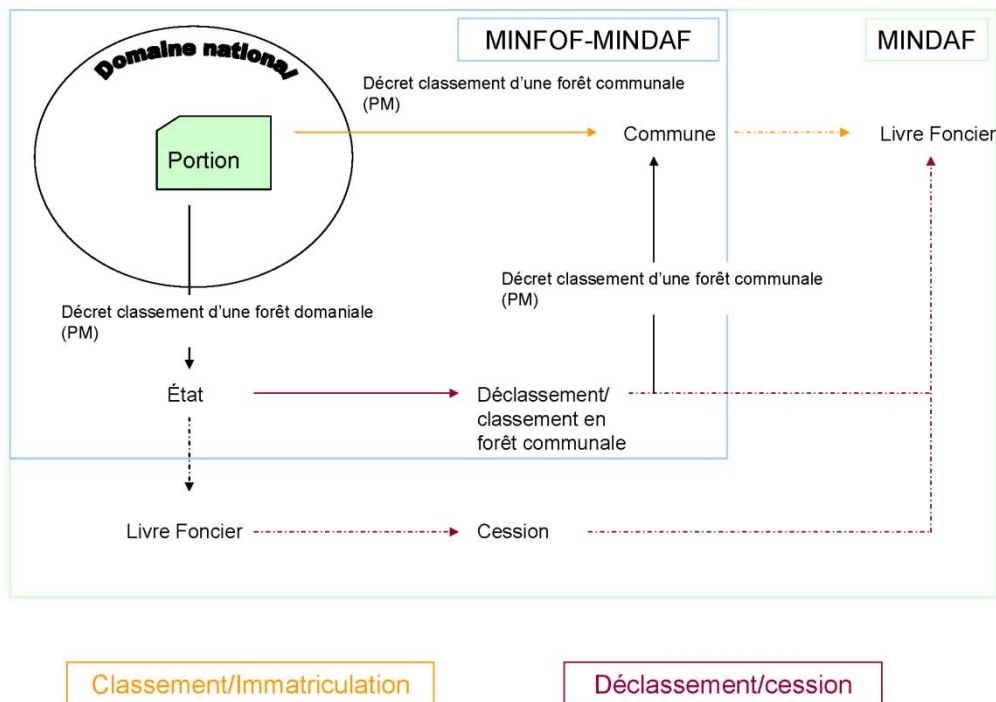 Domaine national
MINFOF-MINDAF
MINDAF
Décret classement d'une forêt communale
(PM)
Portion
Commune
Livre Foncier
Décret classement d'une forêt communale
(PM)
Décret classement d'une forêt domaniale
(PM)
État
Déclassement/
classement en
forêt communale
Livre Foncier
Cession
Classement/Immatriculation
Déclassement/cession